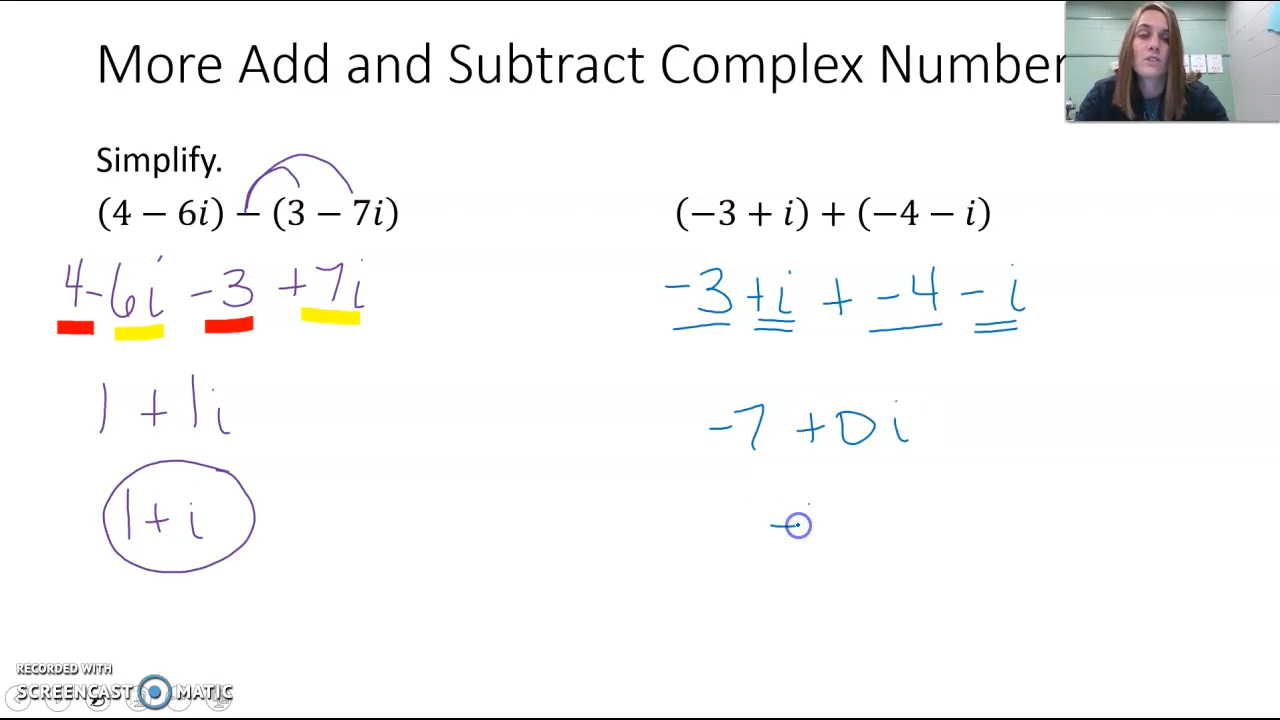 More Add and Subtract Complex Number
Simplify.
(4 − 6i) − (3 − 7i)
4-6i -3 +7i
1 + 1i
1+i
(−3 + i) + (−4 − i)
-3 +i + -4 -i
-7 +0i
-
RECORDED WITH
SCREENCAST MATIC